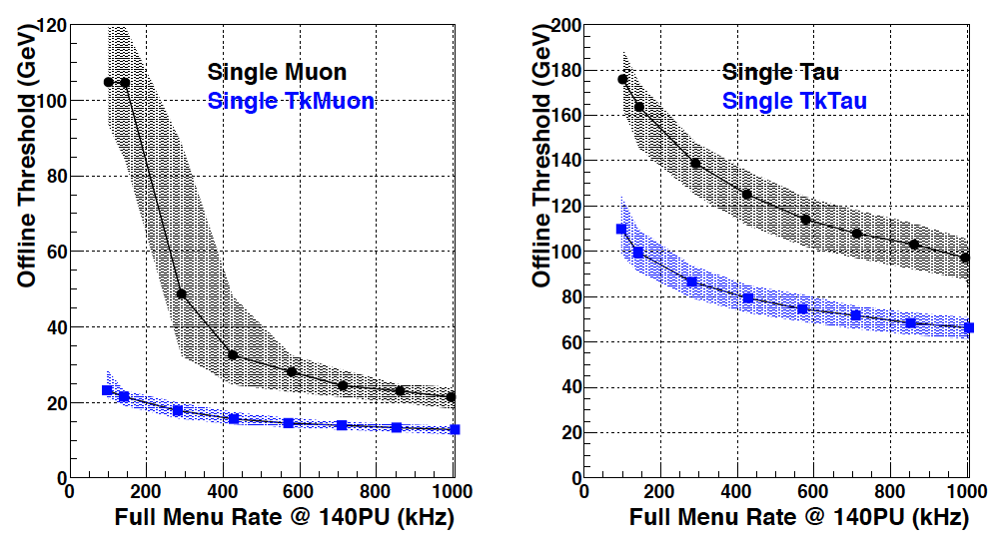 Offline Threshold (GeV)
120
100
80
60
40
20
0
Single Muon
Single TkMuon
0 200 400 600 800 1000
Full Menu Rate @ 140PU (kHz)
Offline Threshold (GeV)
200
180
160
140
120
100
80
60
40
20
0
Single Tau
Single TkTau
0 200 400 600 800 1000
Full Menu Rate @ 140PU (kHz)